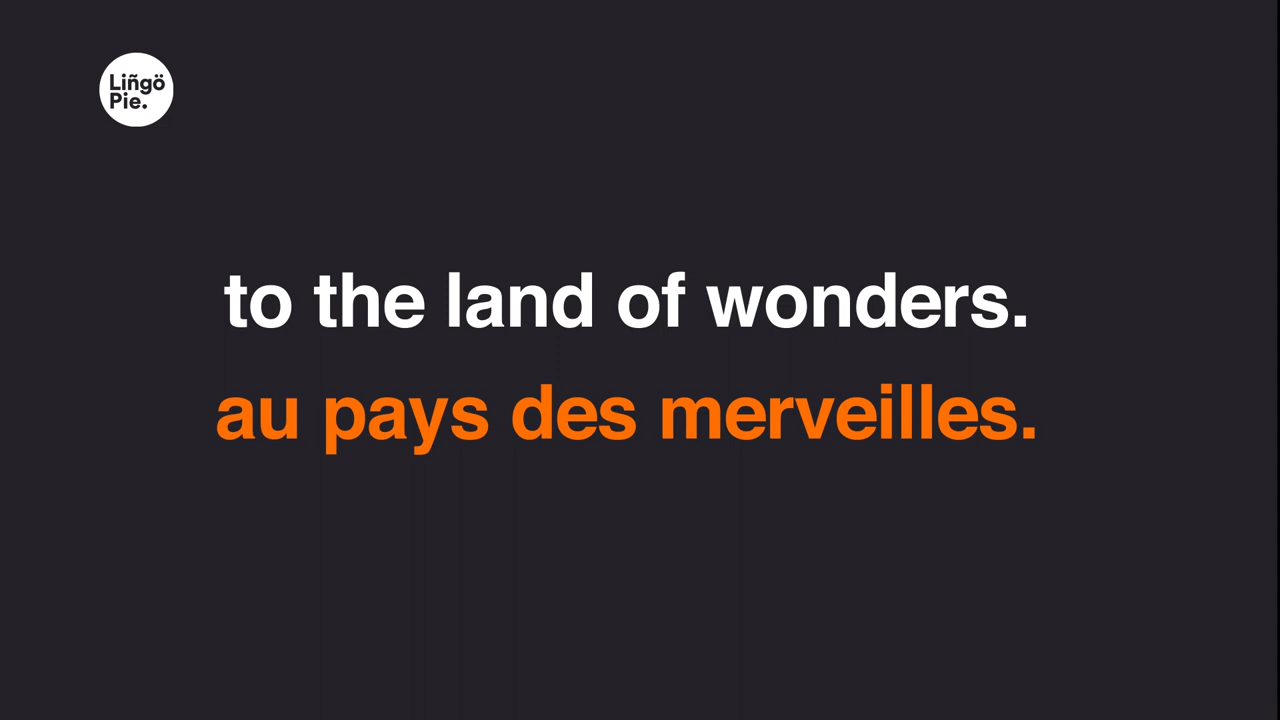 Liñgö
Pie.
to the land of wonders.
au pays des merveilles.